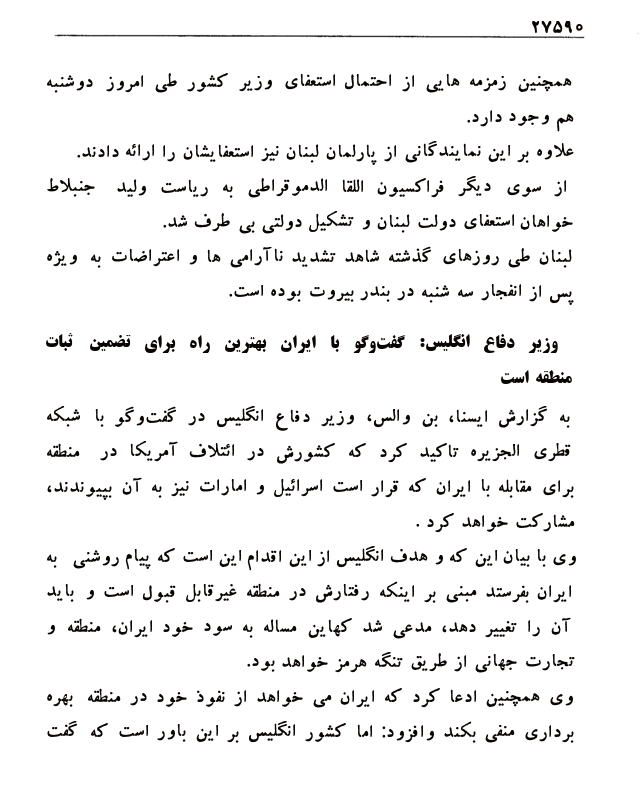 ۲۷۵۹۰
همچنین زمزمه هایی از احتمال استعفای وزیر کشور طی امروز دوشنبه
هم وجود دارد.
علاوه بر این نمایندگانی از پارلمان لبنان نیز استعفایشان را ارائه دادند.
از سوی دیگر فراکسیون اللقا الدموقراطی به ریاست ولید جنبلاط
خواهان استعفای دولت لبنان و تشکیل دولتی بی طرف شد.
لبنان طی روزهای گذشته شاهد تشدید ناآرامی ها و اعتراضات به ویژه
پس از انفجار سه شنبه در بندر بیروت بوده است.
وزیر دفاع انگلیس: گفت‌وگو با ایران بهترین راه برای تضمین ثبات
منطقه است
به گزارش ایسنا، بن والس، وزیر دفاع انگلیس در گفت‌وگو با شبکه
قطری الجزیره تاکید کرد که کشورش در ائتلاف آمریکا در منطقه
برای مقابله با ایران که قرار است اسرائیل و امارات نیز به آن بپیوندند،
مشارکت خواهد کرد .
وی با بیان این که و هدف انگلیس از این اقدام این است که پیام روشنی به
ایران بفرستد مبنی بر اینکه رفتارش در منطقه غیرقابل قبول است و باید
آن را تغییر دهد، مدعی شد کهاین مساله به سود خود ایران، منطقه و
تجارت جهانی از طریق تنگه هرمز خواهد بود.
وی همچنین ادعا کرد که ایران می خواهد از نفوذ خود در منطقه بهره
برداری منفی بکند وافزود: اما کشور انگلیس بر این باور است که گفت